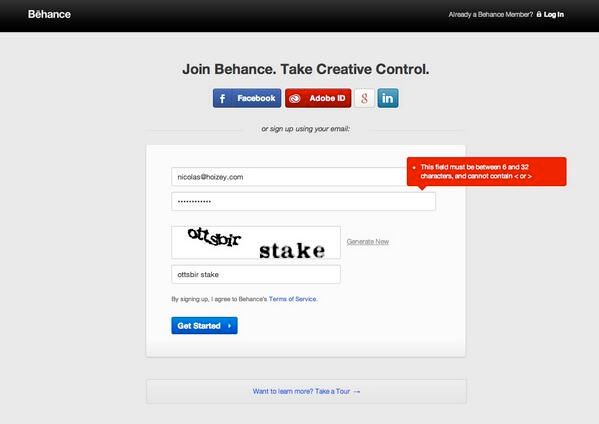 Bēhance
Already a Behance Member? Log In
Join Behance. Take Creative Control.
f Facebook
Adobe ID
g
in
or sign up using your email:
This field must be between 6 and 32
characters, and cannot contain < or >
nicolas@hoizey.com
••••••••••••
ottsbir stake
Generate New
ottsbir stake
By signing up, I agree to Behance's Terms of Service.
Get Started
Want to learn more? Take a Tour →